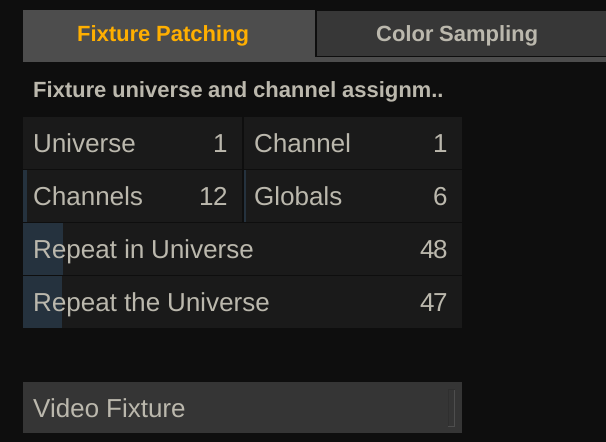 Fixture Patching Color Sampling
Fixture universe and channel assignm..
Universe 1 Channel 1
Channels 12 Globals 6
Repeat in Universe 48
Repeat the Universe 47
Video Fixture